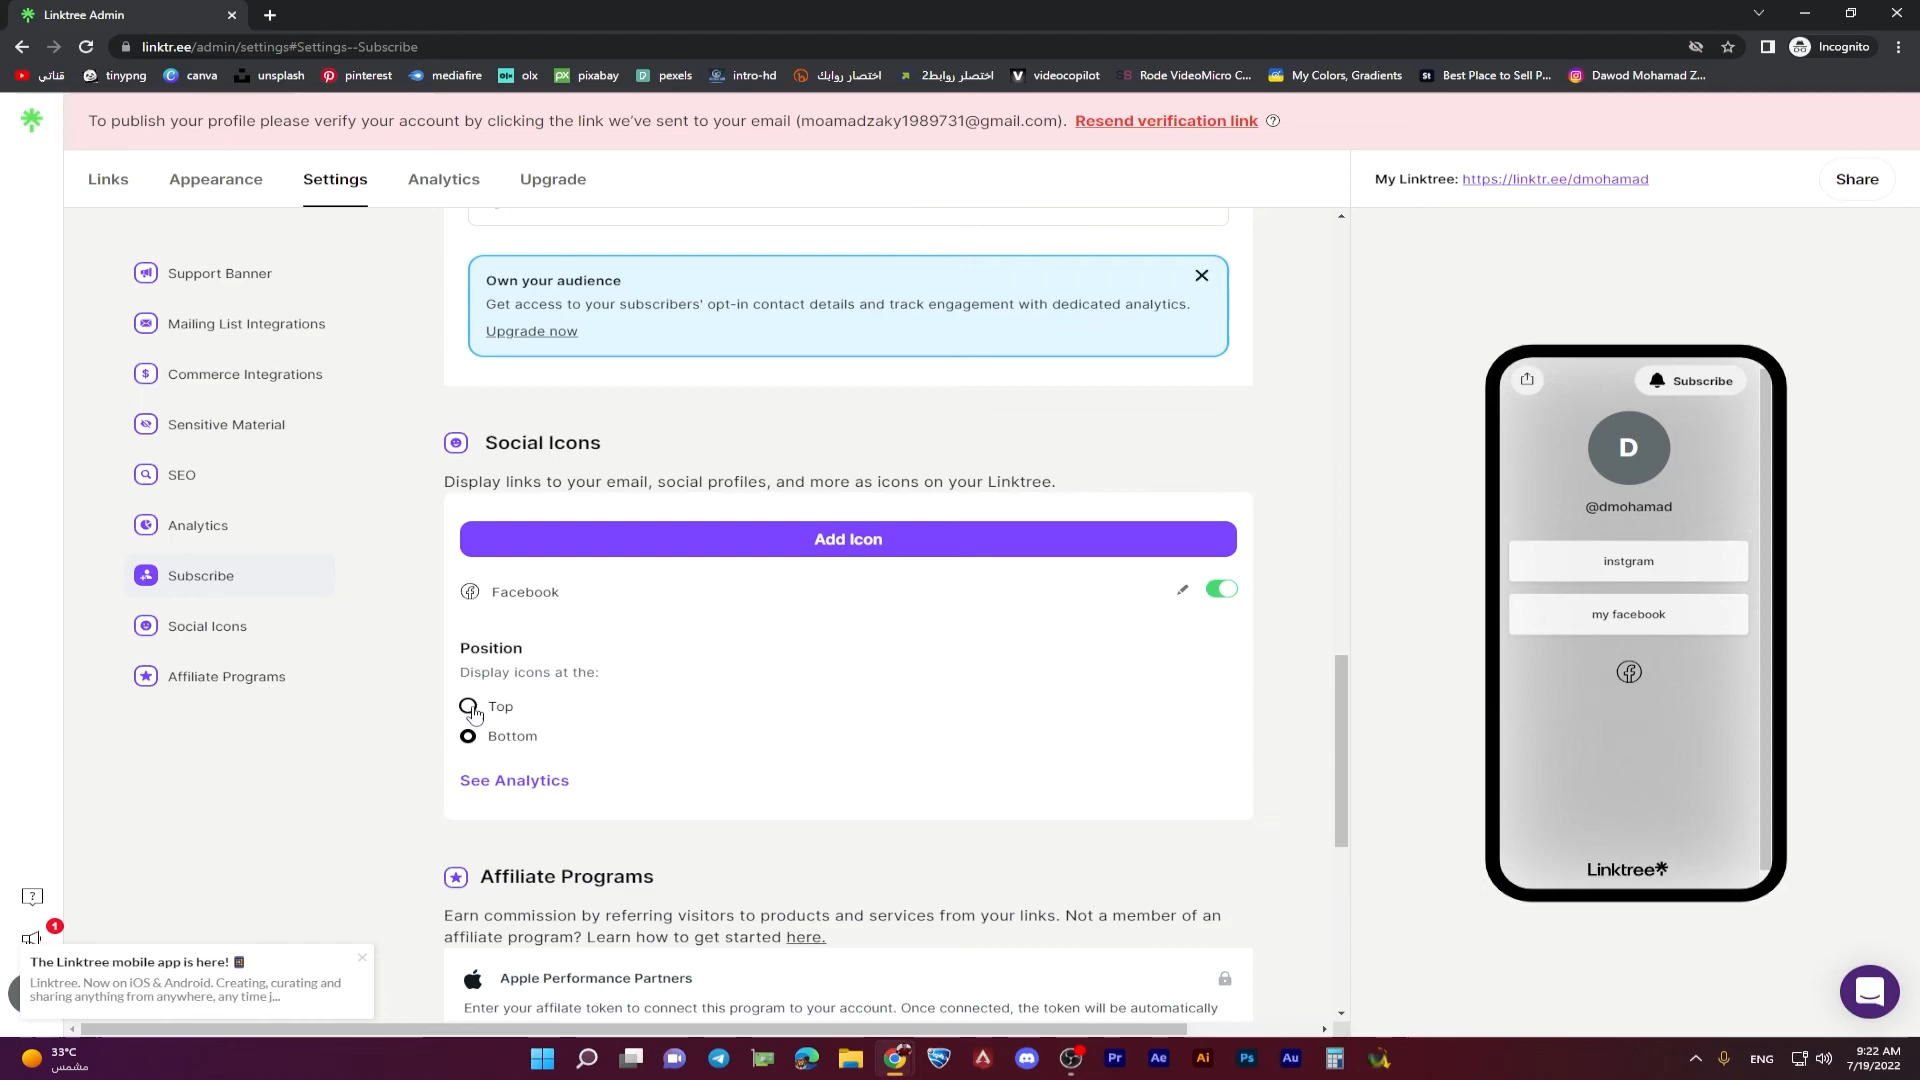 Linktree Admin
linktr.ee/admin/settings#Settings--Subscribe
Incognito
قناتي
tinypng
canva
unsplash
pinterest
mediafire
olx
pixabay
pexels
intro-hd
اختصار روابك
اختصلر روابط2
videocopilot
Rode VideoMicro C...
My Colors, Gradients
Best Place to Sell P...
Dawod Mohamad Z...
To publish your profile please verify your account by clicking the link we've sent to your email (moamadzaky1989731@gmail.com). Resend verification link
Links
Appearance
Settings
Analytics
Upgrade
My Linktree: https://linktr.ee/dmohamad
Share
Support Banner
Mailing List Integrations
Commerce Integrations
Sensitive Material
SEO
Analytics
Subscribe
Social Icons
Affiliate Programs
Own your audience
Get access to your subscribers' opt-in contact details and track engagement with dedicated analytics.
Upgrade now
Social Icons
Display links to your email, social profiles, and more as icons on your Linktree.
Add Icon
Facebook
Position
Display icons at the:
Top
Bottom
See Analytics
Affiliate Programs
Earn commission by referring visitors to products and services from your links. Not a member of an
affiliate program? Learn how to get started here.
Apple Performance Partners
Enter your affilate token to connect this program to your account. Once connected, the token will be automatically
Subscribe
D
@dmohamad
instgram
my facebook
Linktree
1
The Linktree mobile app is here!
Linktree. Now on iOS & Android. Creating, curating and
sharing anything from anywhere, any time j...
33°C
مشمس
Pr
Ae
Ai
Ps
Au
ENG
9:22 AM
7/19/2022